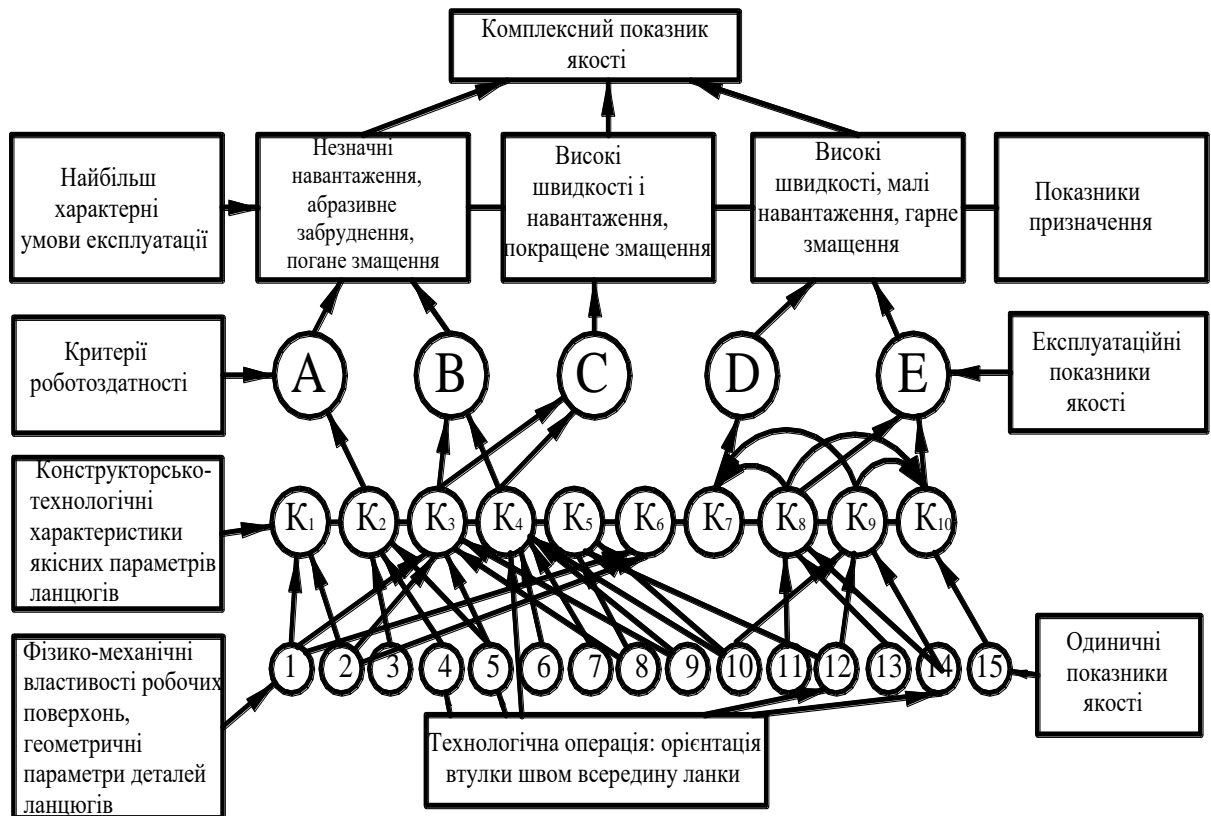 Комплексний показник
якості
Найбільш
характерні
умови експлуатації
Незначні
навантаження,
абразивне
забруднення,
погане змащення
Високі
швидкості і
навантаження,
покращене змащення
Високі
швидкості, малі
навантаження, гарне
змащення
Показники
призначення
Критерії
роботоздатності
A
B
C
D
E
Експлуатаційні
показники
якості
Конструкторсько-
технологічні
характеристики
якісних параметрів
ланцюгів
К1
К2
К3
К4
К5
К6
К7
К8
К9
К10
Фізико-механічні
властивості робочих
поверхонь,
геометричні
параметри деталей
ланцюгів
1
2
3
4
5
6
7
8
9
10
11
12
13
14
15
Одиничні
показники
якості
Технологічна операція: орієнтація
втулки швом всередину ланки